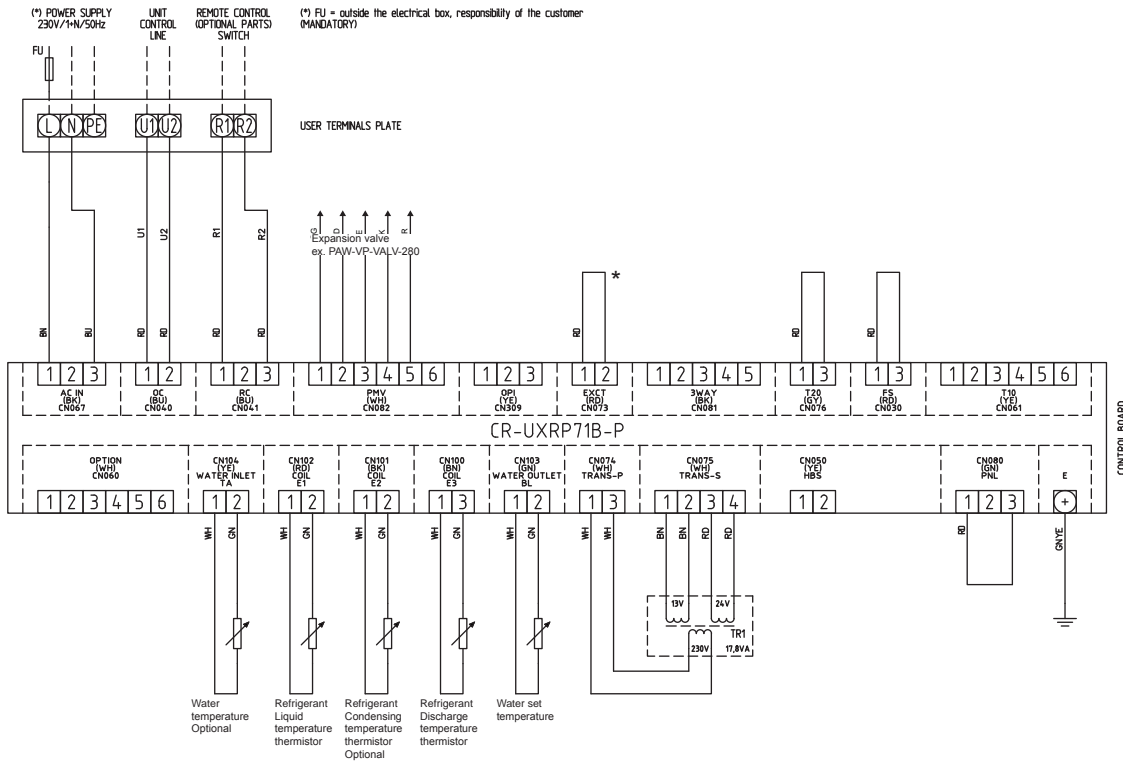 (*) POWER SUPPLY
230V/1+N/50Hz
UNIT
CONTROL
LINE
REMOTE CONTROL
(OPTIONAL PARTS)
SWITCH
(*) FU = outside the electrical box, responsibility of the customer
(MANDATORY)
FU
L N PE U1 U2 R1 R2
USER TERMINALS PLATE
U1 U2 R1 R2
G D E K R
Expansion valve
ex. PAW-VP-VALV-280
*
BN BU RD RD RD RD RD RD RD
1 2 3 1 2 1 2 3 1 2 3 4 5 6 1 2 3 1 2 1 2 3 4 5 1 3 1 3 1 2 3 4 5 6
AC IN
(BK)
CN067
OC
(BU)
CN040
RC
(BU)
CN041
PMV
(WH)
CN082
OP1
(YE)
CN309
EXCT
(RD)
CN073
3WAY
(BK)
CN081
T20
(GY)
CN076
FS
(RD)
CN030
T10
(YE)
CN061
CR-UXRP71B-P
CONTROL BOARD
OPTION
(WH)
CN060
CN104
(YE)
WATER INLET
TA
CN102
(RD)
COIL
E1
CN101
(BK)
COIL
E2
CN100
(BN)
COIL
E3
CN103
(GN)
WATER OUTLET
BL
CN074
(WH)
TRANS-P
CN075
(WH)
TRANS-S
CN050
(YE)
HBS
CN080
(GN)
PNL
E
1 2 3 4 5 6 1 2 1 2 1 2 1 3 1 2 1 3 1 2 3 4 1 2 1 2 3
WH GN WH GN WH GN WH GN WH GN WH WH BN BN RD RD RD GNYE
13V 24V
TR1
230V 17,8VA
Water
temperature
Optional
Refrigerant
Liquid
temperature
thermistor
Refrigerant
Condensing
temperature
thermistor
Optional
Refrigerant
Discharge
temperature
thermistor
Water set
temperature